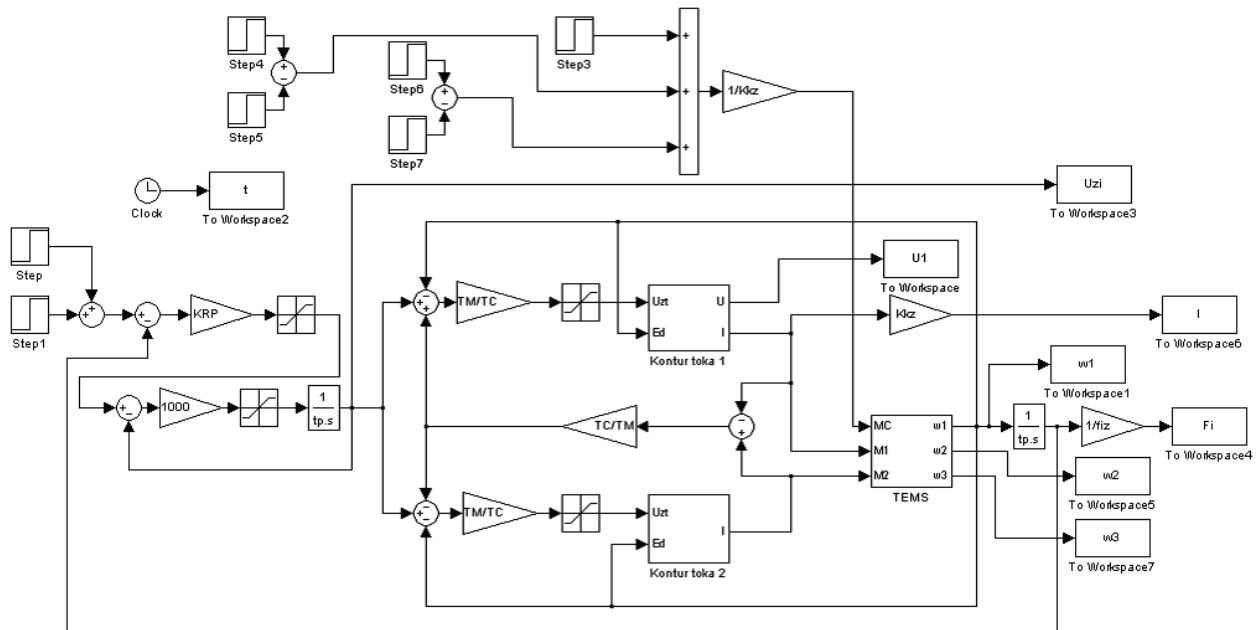 Step4
Step5
Step6
Step7
Step3
1/Kkz
Clock
t
To Workspace2
Uzi
To Workspace3
Step
Step1
KRP
1000
1
tp.s
TM/TC
Uzt
Ed
U
I
Kontur toka 1
U1
To Workspace
Kkz
I
To Workspace6
w1
To Workspace1
TC/TM
MC
M1
M2
w1
w2
w3
TEMS
1
tp.s
1/fiz
Fi
To Workspace4
w2
To Workspace5
w3
To Workspace7
TM/TC
Uzt
Ed
I
Kontur toka 2